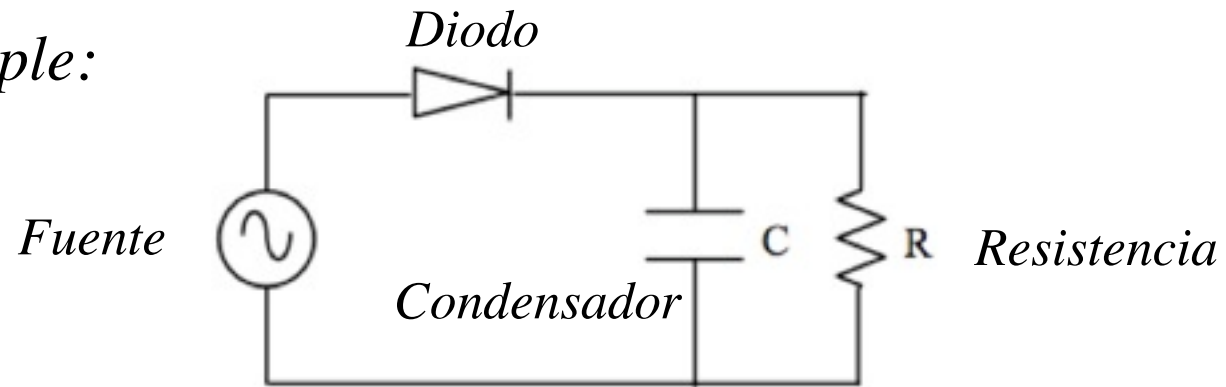 ple:
Diodo
Fuente
C
R
Resistencia
Condensador